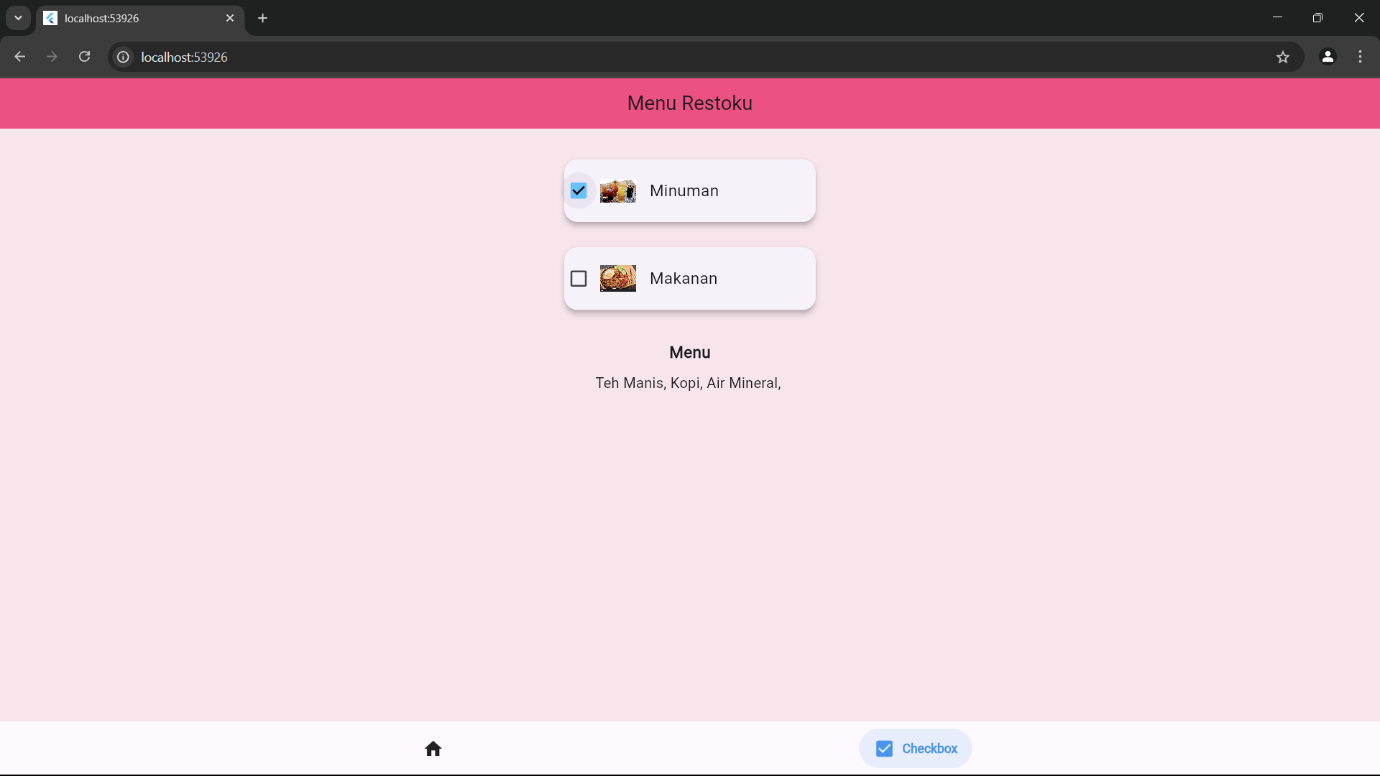 localhost:53926
localhost:53926
Menu Restoku
Minuman
Makanan
Menu
Teh Manis, Kopi, Air Mineral,
Checkbox